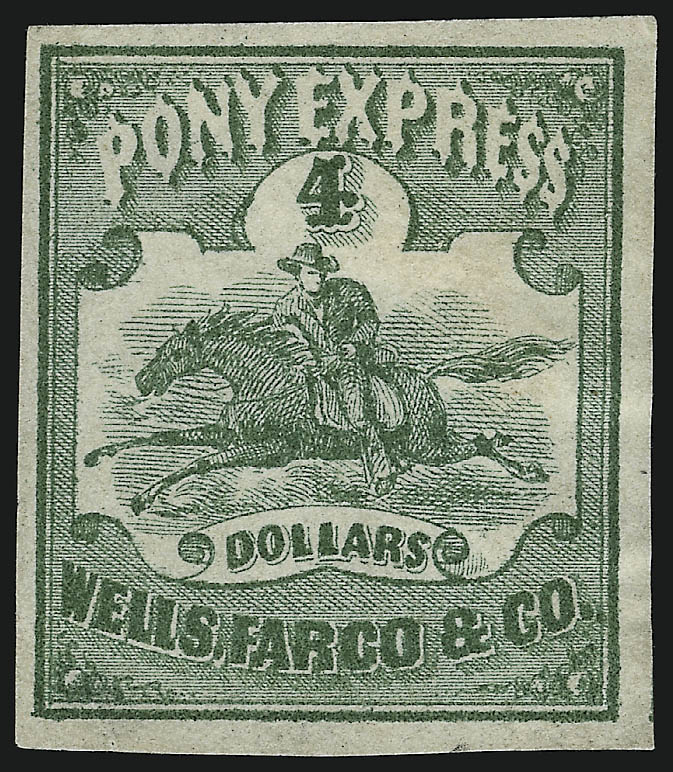 PONY EXPRESS
4
DOLLARS
WELLS, FARGO & CO.